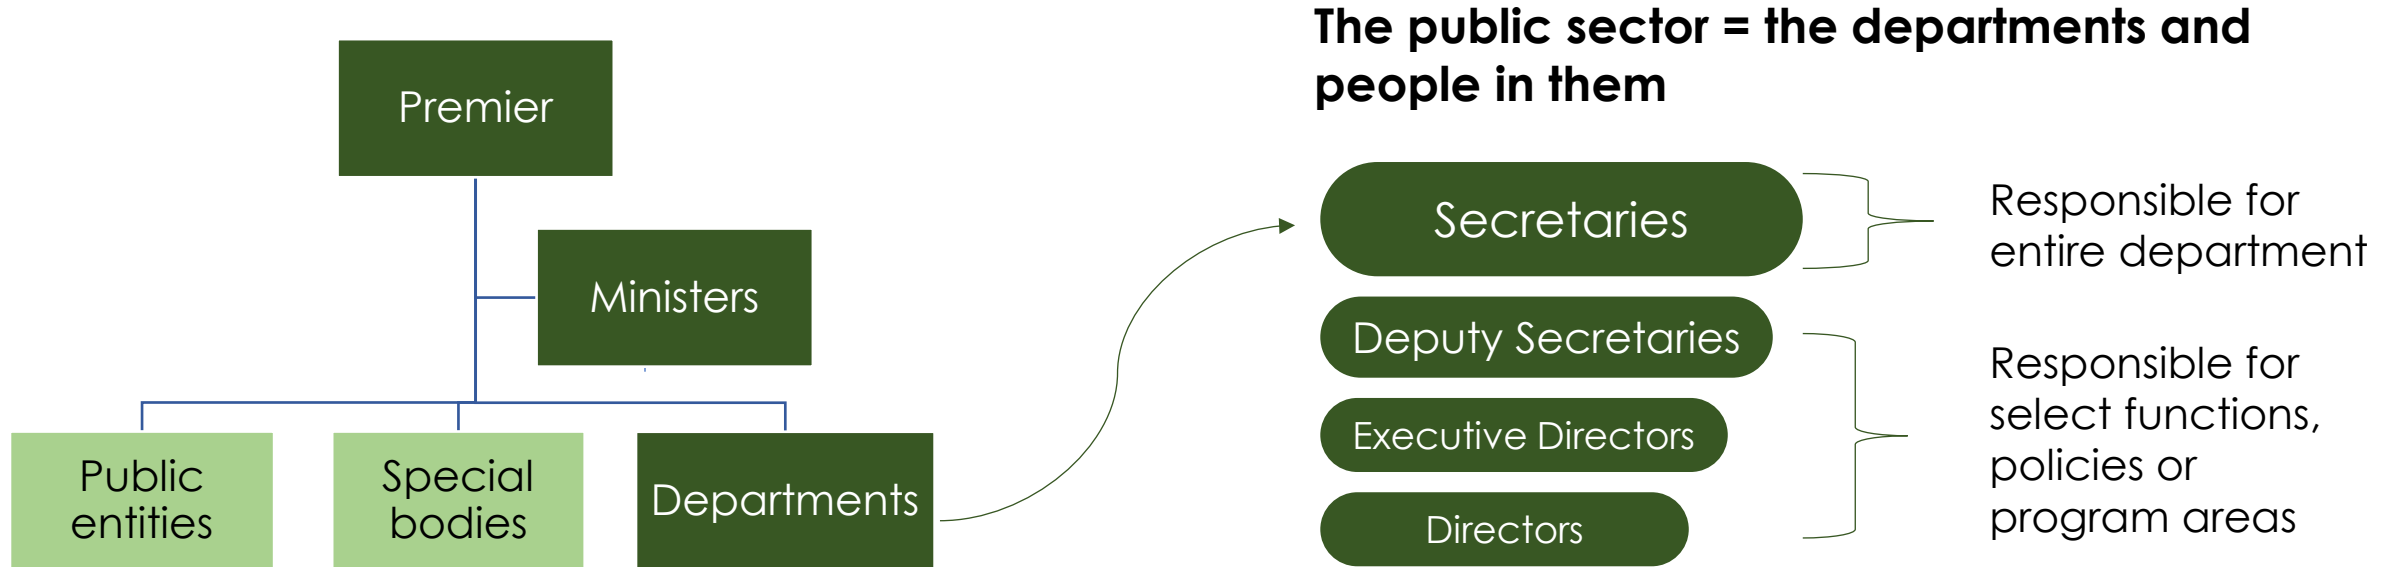 The public sector = the departments and
people in them
Premier
Ministers
Public
entities
Special
bodies
Departments
Secretaries
Deputy Secretaries
Executive Directors
Directors
Responsible for
entire department
Responsible for
select functions,
policies or
program areas